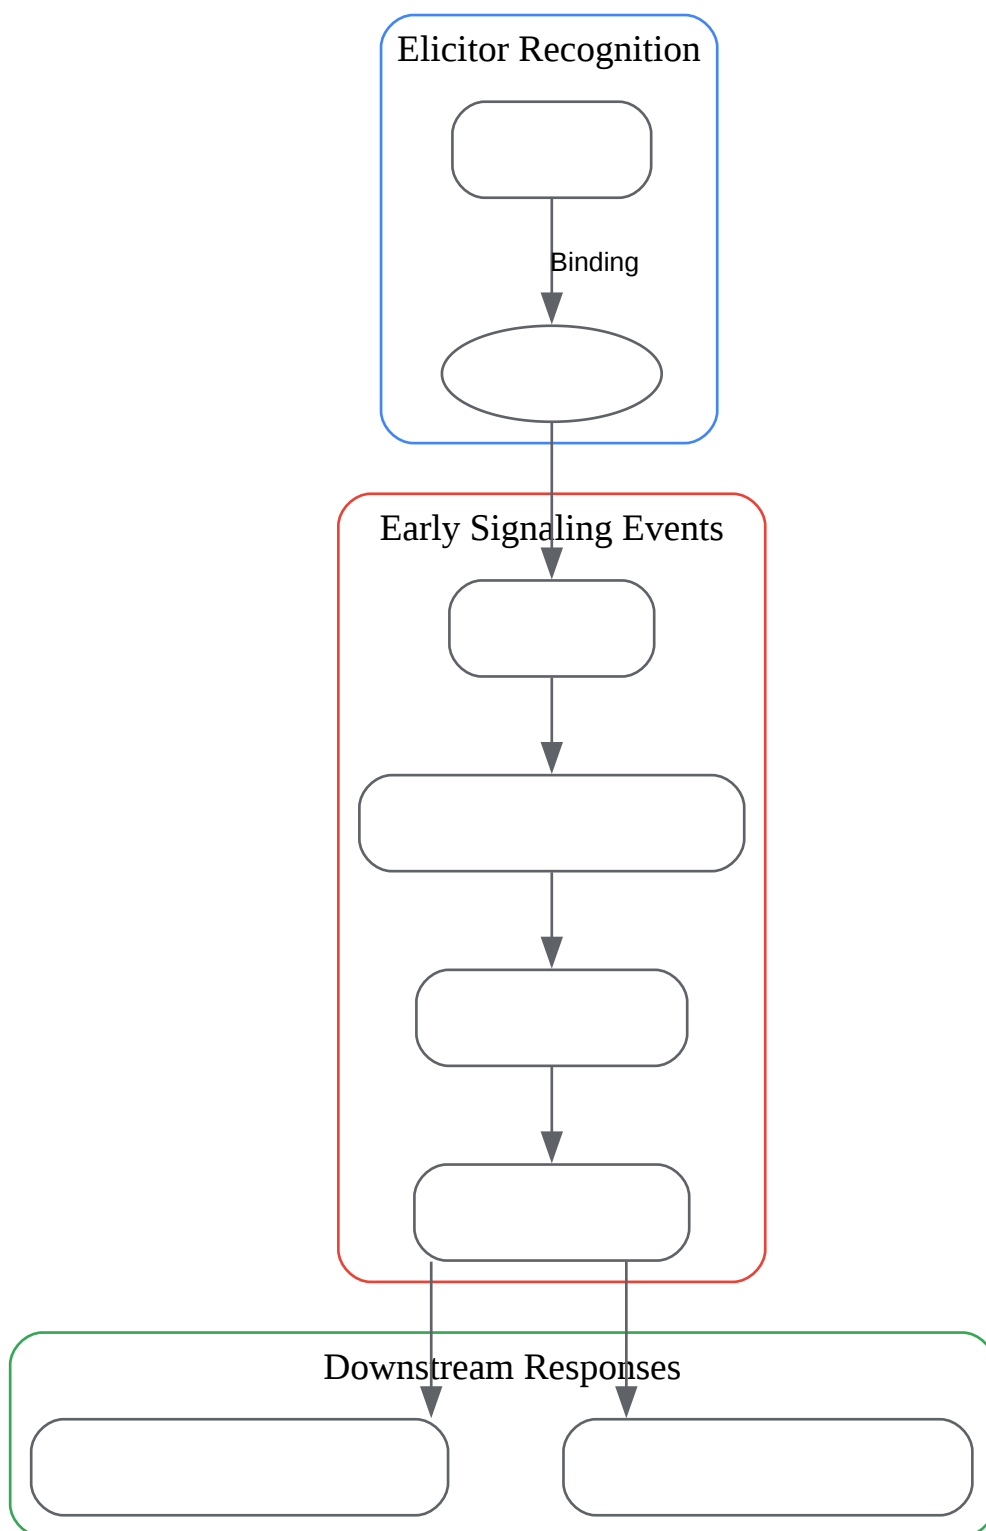 Elicitor Recognition
Binding
Early Signaling Events
Downstream Responses